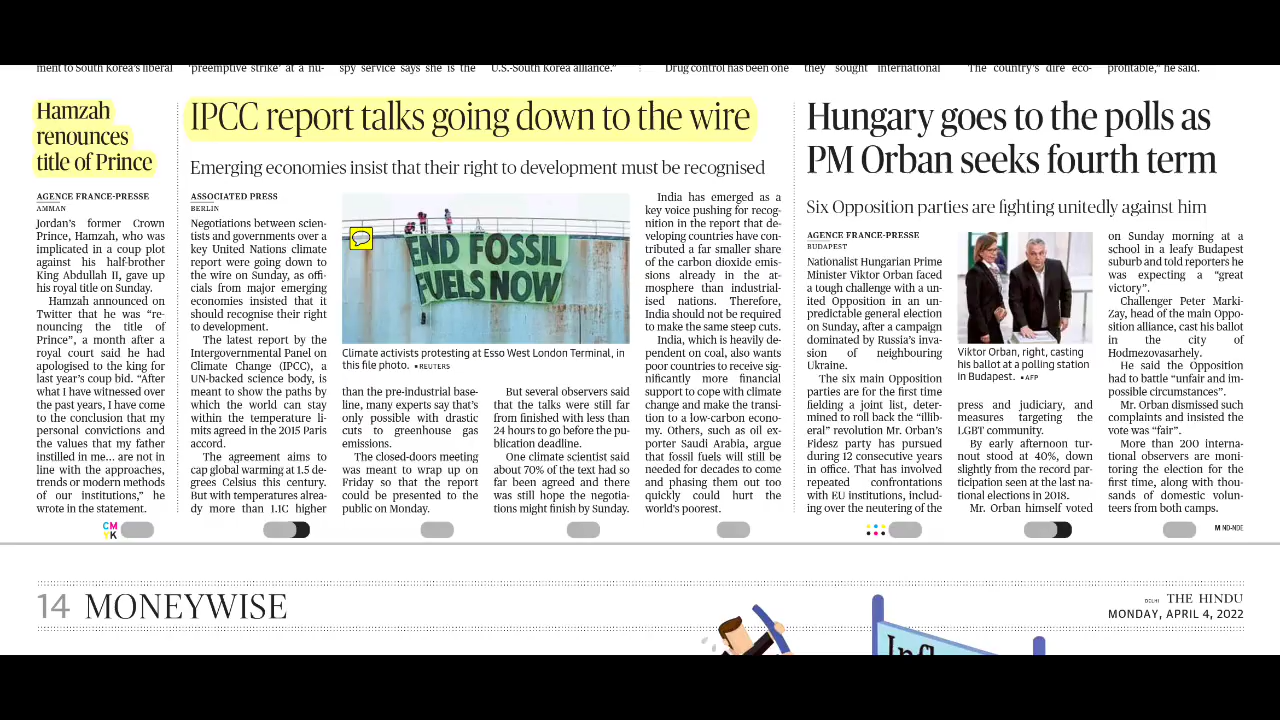 ment to South Korea's liberal
'preemptive strike' at a nu-
spy service says she is the
U.S.-South Korea alliance."
Drug control has been one
they sought international
The country's dire eco-
profitable," he said.
Hamzah
renounces
title of Prince
AGENCE FRANCE-PRESSE
AMMAN
Jordan's former Crown
Prince, Hamzah, who was
implicated in a coup plot
against his half-brother
King Abdullah II, gave up
his royal title on Sunday.
Hamzah announced on
Twitter that he was "re-
nouncing the title of
Prince", a month after a
royal court said he had
apologised to the king for
last year's coup bid. "After
what I have witnessed over
the past years, I have come
to the conclusion that my
personal convictions and
the values that my father
instilled in me... are not in
line with the approaches,
trends or modern methods
of our institutions," he
wrote in the statement.
IPCC report talks going down to the wire
Emerging economies insist that their right to development must be recognised
ASSOCIATED PRESS
BERLIN
Negotiations between scien-
tists and governments over a
key United Nations climate
report were going down to
the wire on Sunday, as offi-
cials from major emerging
economies insisted that it
should recognise their right
to development.
The latest report by the
Intergovernmental Panel on
Climate Change (IPCC), a
UN-backed science body, is
meant to show the paths by
which the world can stay
within the temperature li-
mits agreed in the 2015 Paris
accord.
The agreement aims to
cap global warming at 1.5 de-
grees Celsius this century.
But with temperatures alrea-
dy more than 1.1C higher
END FOSSIL
FUELS NOW
Climate activists protesting at Esso West London Terminal, in
this file photo. ▪ REUTERS
than the pre-industrial base-
line, many experts say that's
only possible with drastic
cuts to greenhouse gas
emissions.
The closed-doors meeting
was meant to wrap up on
Friday so that the report
could be presented to the
public on Monday.
But several observers said
that the talks were still far
from finished with less than
24 hours to go before the pu-
blication deadline.
One climate scientist said
about 70% of the text had so
far been agreed and there
was still hope the negotia-
tions might finish by Sunday.
India has emerged as a
key voice pushing for recog-
nition in the report that de-
veloping countries have con-
tributed a far smaller share
of the carbon dioxide emis-
sions already in the at-
mosphere than industrial-
ised nations. Therefore,
India should not be required
to make the same steep cuts.
India, which is heavily de-
pendent on coal, also wants
poor countries to receive sig-
nificantly more financial
support to cope with climate
change and make the transi-
tion to a low-carbon econo-
my. Others, such as oil ex-
porter Saudi Arabia, argue
that fossil fuels will still be
needed for decades to come
and phasing them out too
quickly could hurt the
world's poorest.
Hungary goes to the polls as
PM Orban seeks fourth term
Six Opposition parties are fighting unitedly against him
AGENCE FRANCE-PRESSE
BUDAPEST
Nationalist Hungarian Prime
Minister Viktor Orban faced
a tough challenge with a un-
ited Opposition in an un-
predictable general election
on Sunday, after a campaign
dominated by Russia's inva-
sion of neighbouring
Ukraine.
The six main Opposition
parties are for the first time
fielding a joint list, deter-
mined to roll back the "illib-
eral" revolution Mr. Orban's
Fidesz party has pursued
during 12 consecutive years
in office. That has involved
repeated confrontations
with EU institutions, includ-
ing over the neutering of the
Viktor Orban, right, casting
his ballot at a polling station
in Budapest. ▪ AFP
press and judiciary, and
measures targeting the
LGBT community.
By early afternoon tur-
nout stood at 40%, down
slightly from the record par-
ticipation seen at the last na-
tional elections in 2018.
Mr. Orban himself voted
on Sunday morning at a
school in a leafy Budapest
suburb and told reporters he
was expecting a "great
victory".
Challenger Peter Marki-
Zay, head of the main Oppo-
sition alliance, cast his ballot
in the city of
Hodmezovasarhely.
He said the Opposition
had to battle "unfair and im-
possible circumstances".
Mr. Orban dismissed such
complaints and insisted the
vote was "fair".
More than 200 interna-
tional observers are moni-
toring the election for the
first time, along with thou-
sands of domestic volun-
teers from both camps.
CMYK
M ND-NDE
14 MONEYWISE
DELHI THE HINDU
MONDAY, APRIL 4, 2022